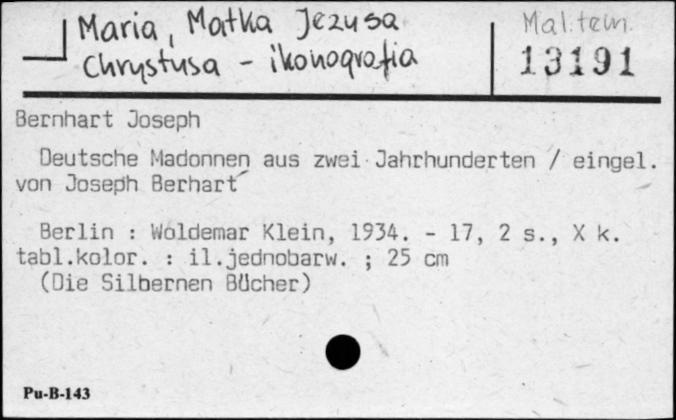 Maria, Matka Jezusa
Chrystusa - ikonografia
Mal. tem.
13191
Bernhart Joseph
Deutsche Madonnen aus zwei Jahrhunderten / eingel.
von Joseph Berhart
Berlin : Woldemar Klein, 1934. - 17, 2 s., X k.
tabl.kolor. : il.jednobarw. ; 25 cm
(Die Silbernen Bücher)
Pu-B-143